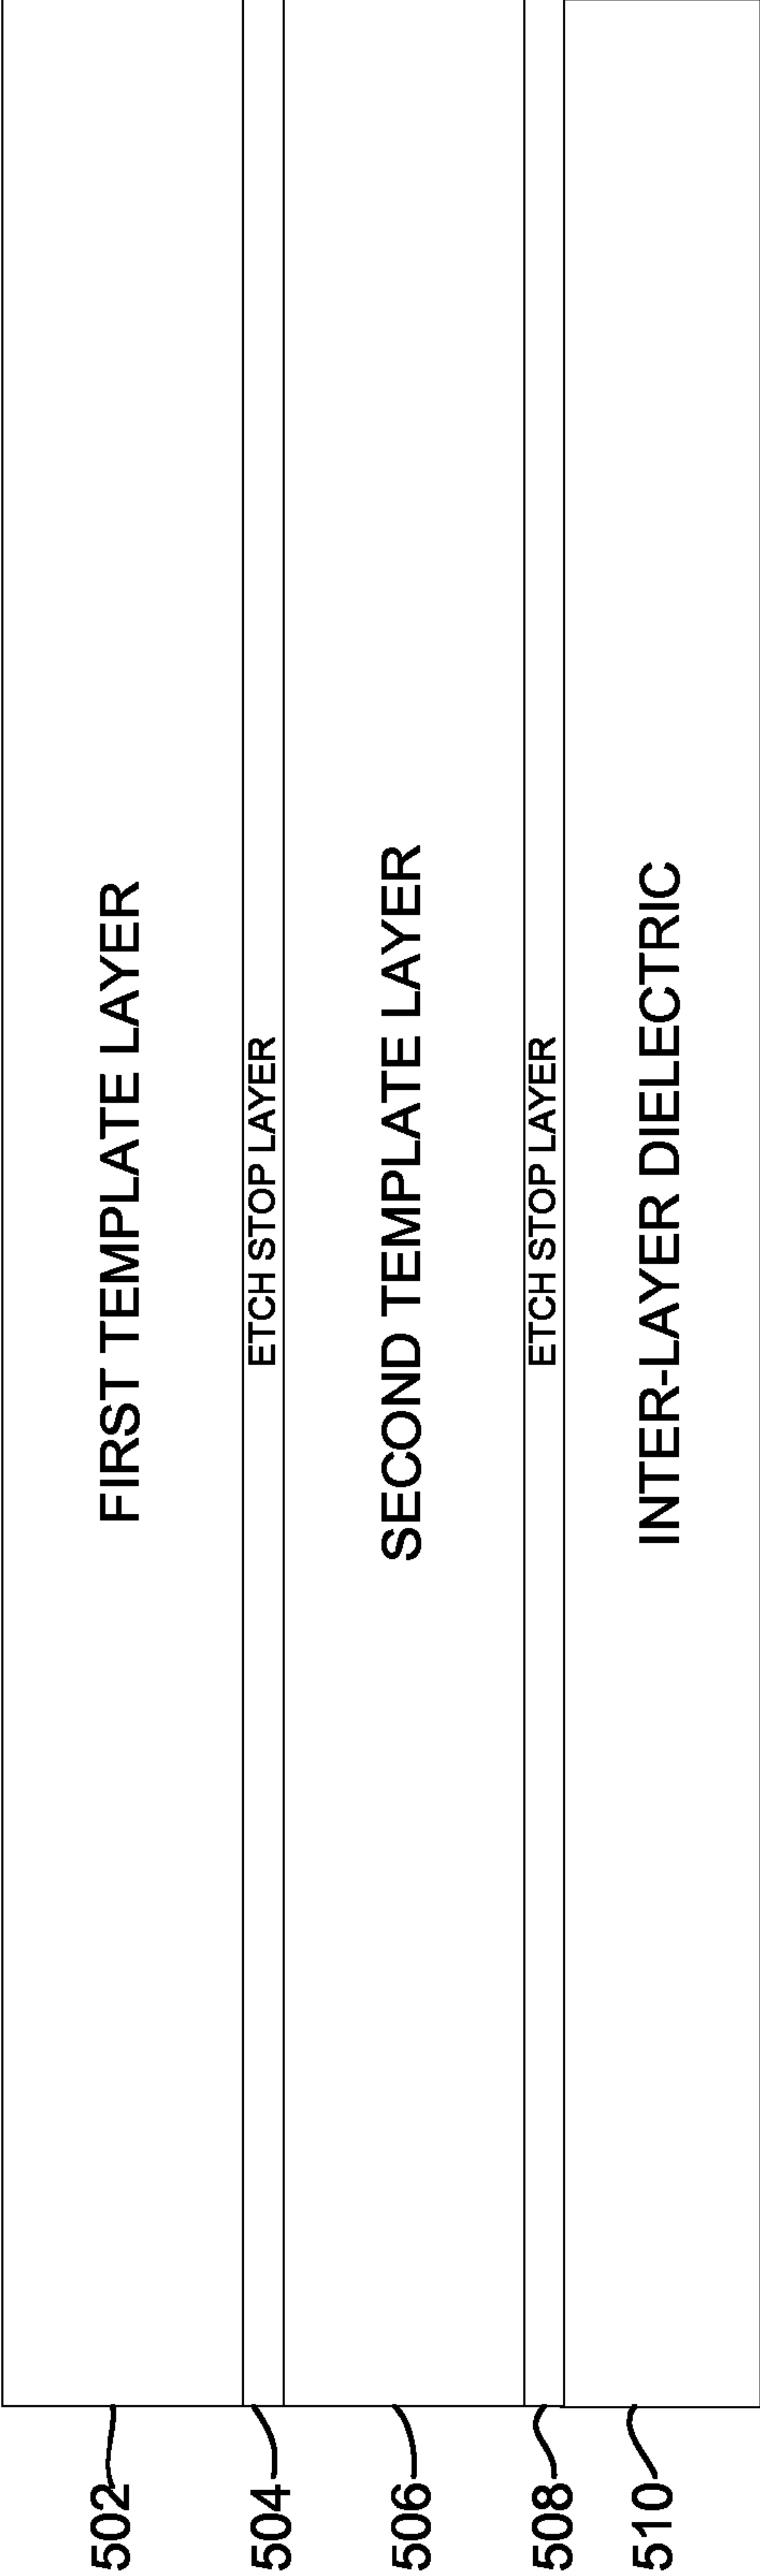 502 FIRST TEMPLATE LAYER
504 ETCH STOP LAYER
506 SECOND TEMPLATE LAYER
508 ETCH STOP LAYER
510 INTER-LAYER DIELECTRIC